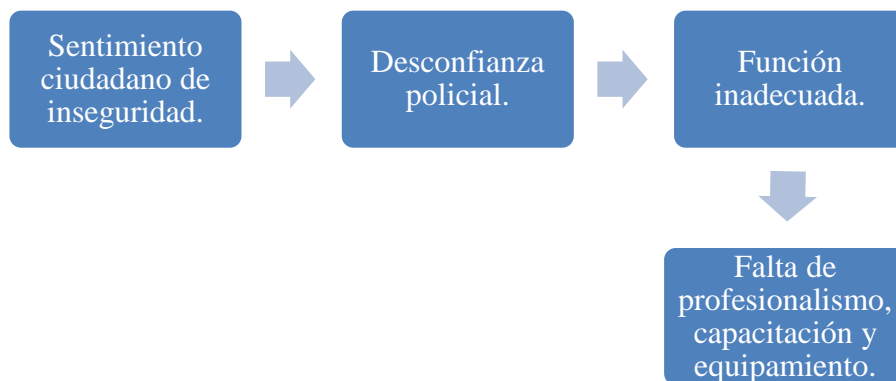 Sentimiento
ciudadano de
inseguridad.
Desconfianza
policial.
Función
inadecuada.
Falta de
profesionalismo,
capacitación y
equipamiento.